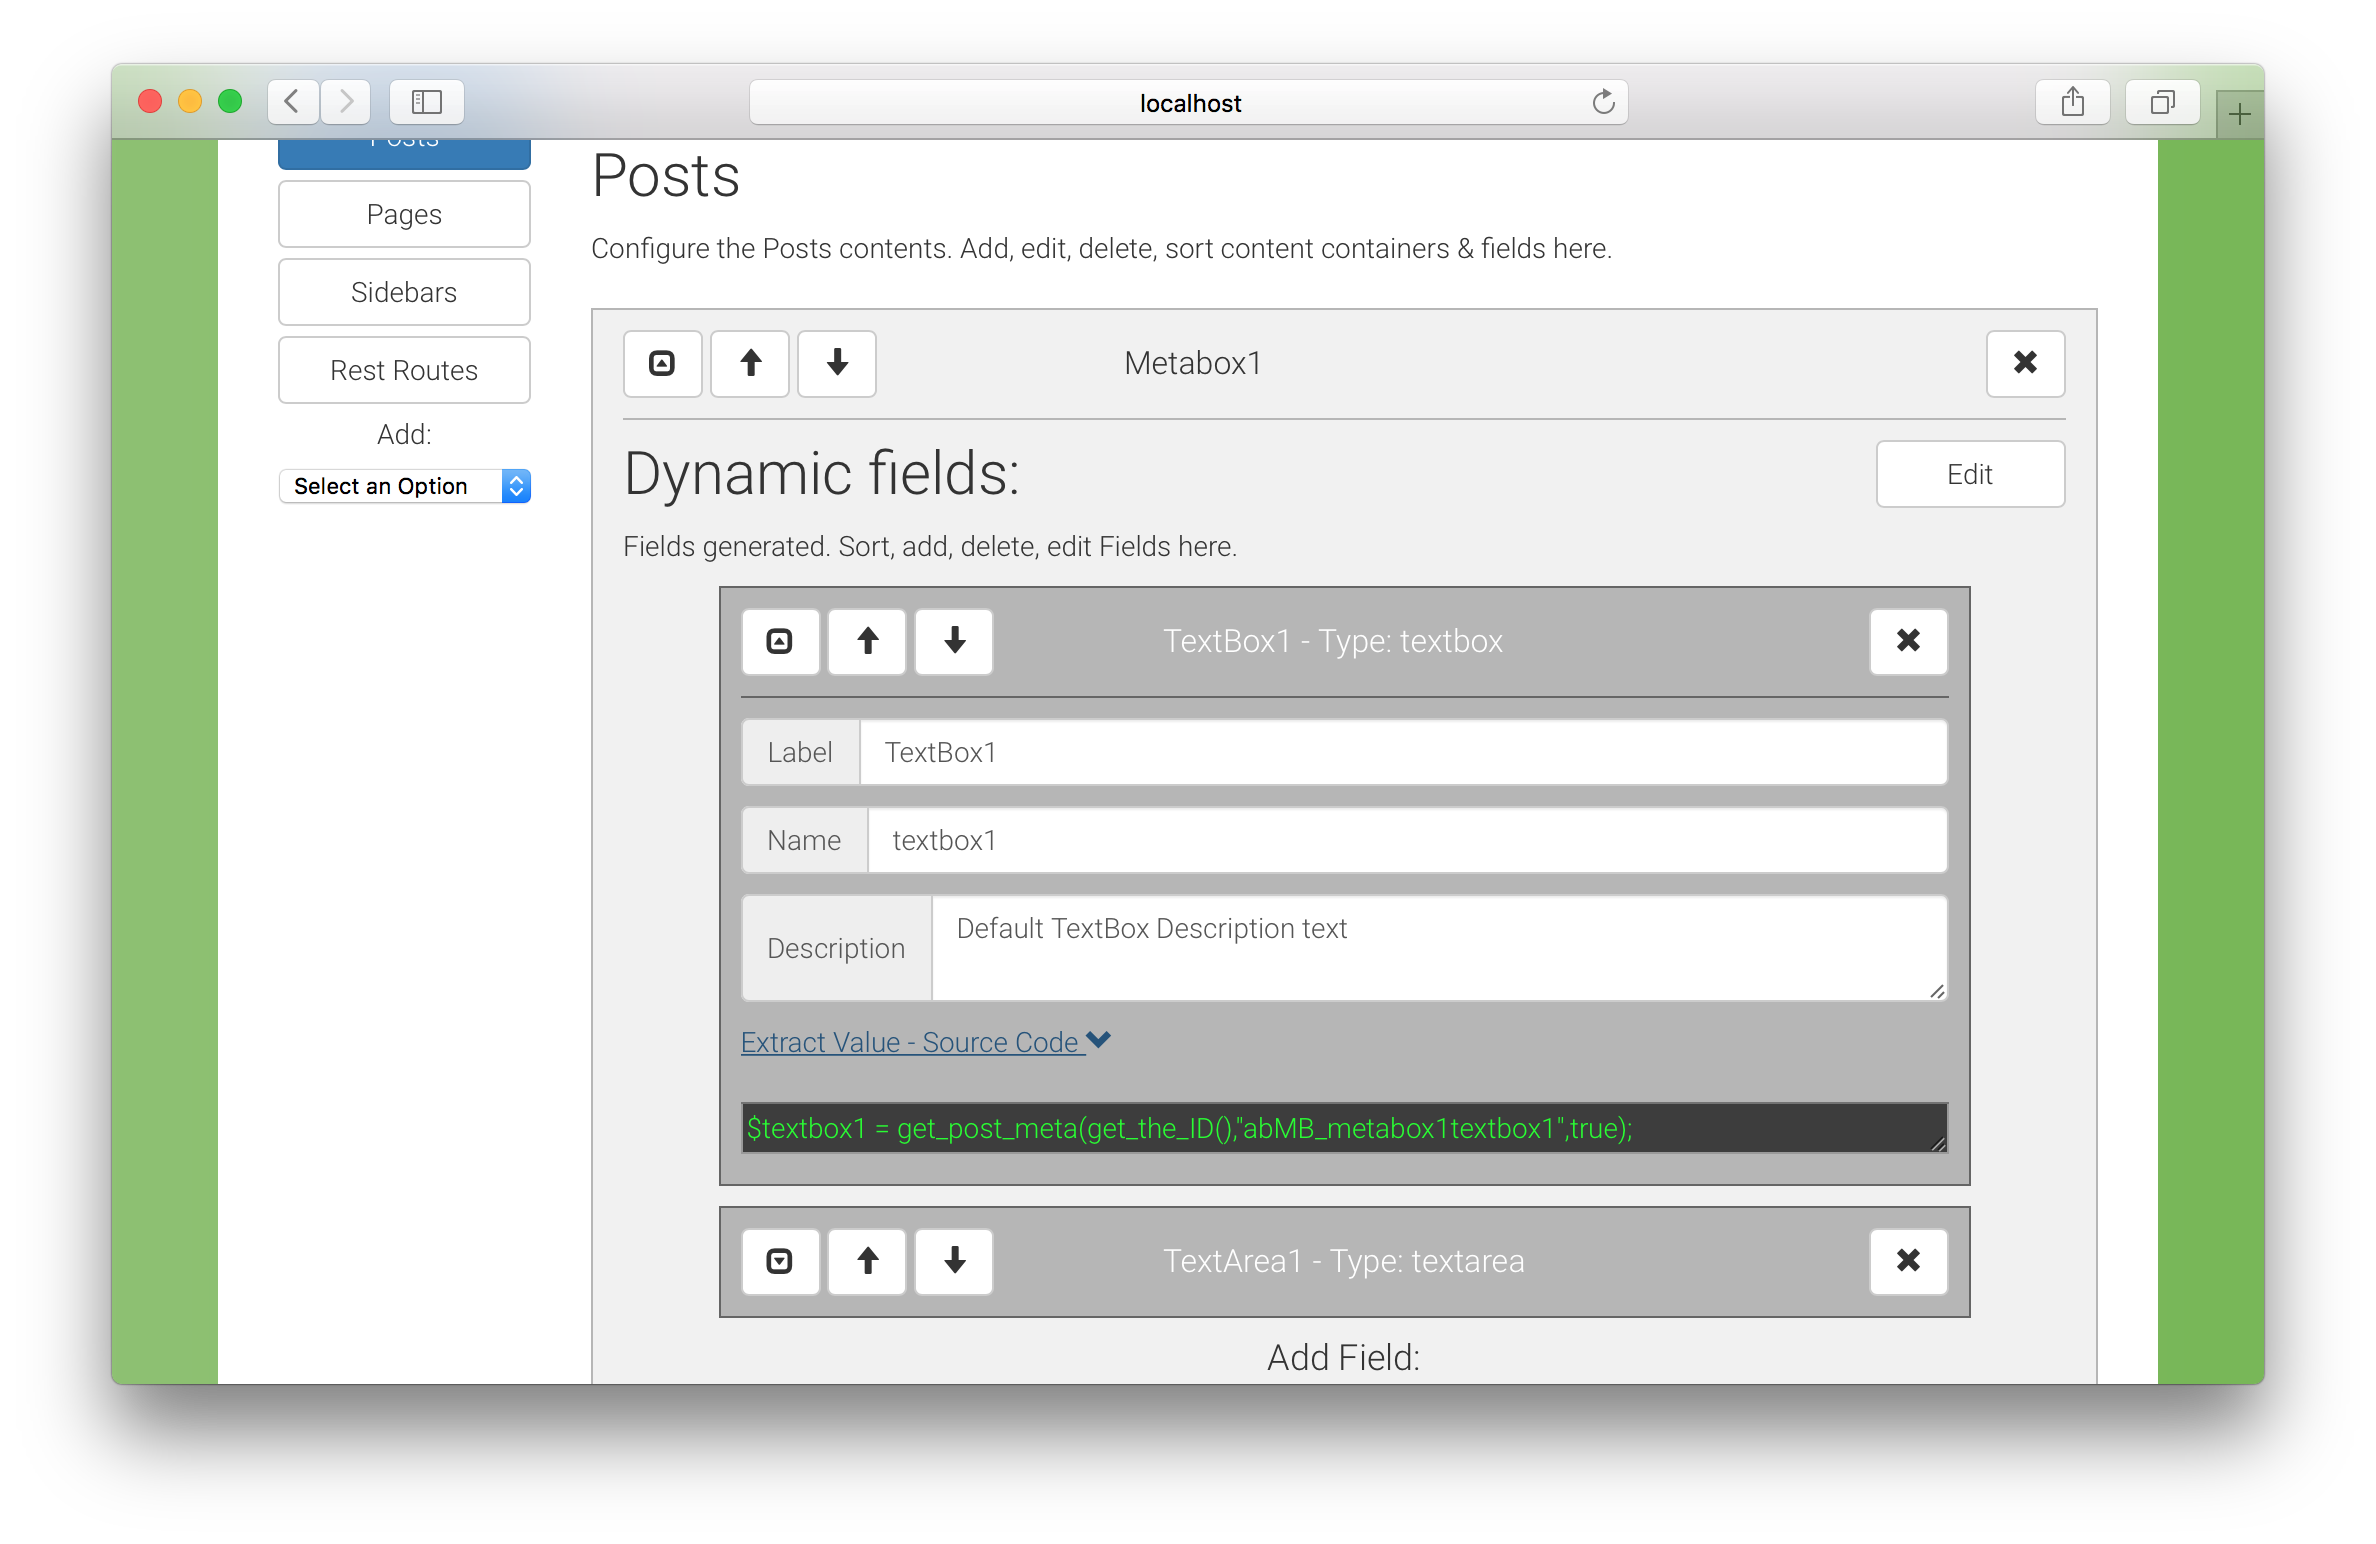 localhost
Posts
Pages
Sidebars
Rest Routes
Add:
Select an Option
Posts
Configure the Posts contents. Add, edit, delete, sort content containers & fields here.
Metabox1
Dynamic fields:
Edit
Fields generated. Sort, add, delete, edit Fields here.
TextBox1 - Type: textbox
Label TextBox1
Name textbox1
Description Default TextBox Description text
Extract Value - Source Code
$textbox1 = get_post_meta(get_the_ID(),"abMB_metabox1textbox1",true);
TextArea1 - Type: textarea
Add Field: